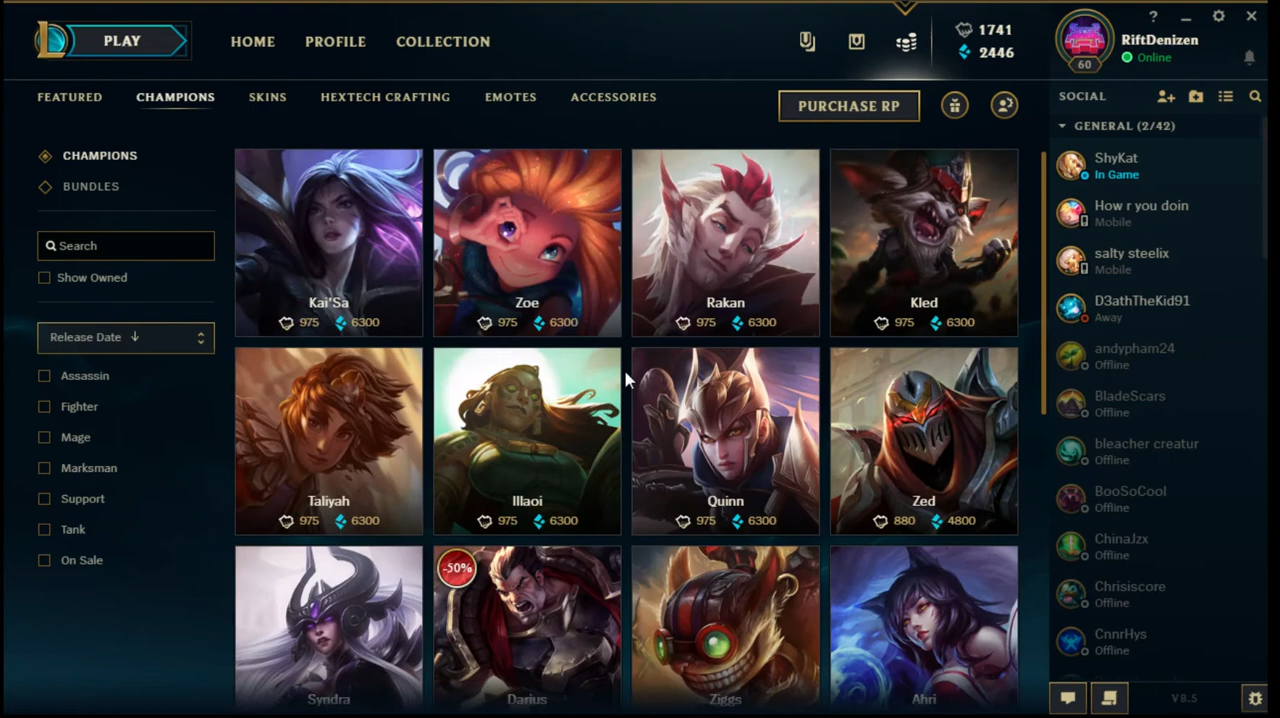 PLAY
HOME
PROFILE
COLLECTION
1741
2446
?
RiftDenizen
Online
60
FEATURED
CHAMPIONS
SKINS
HEXTECH CRAFTING
EMOTES
ACCESSORIES
PURCHASE RP
CHAMPIONS
BUNDLES
Search
Show Owned
Release Date ↓
Assassin
Fighter
Mage
Marksman
Support
Tank
On Sale
Kai'Sa
975 6300
Zoe
975 6300
Rakan
975 6300
Kled
975 6300
Taliyah
975 6300
Illaoi
975 6300
Quinn
975 6300
Zed
880 4800
Syndra
-50%
Darius
Ziggs
Ahri
SOCIAL
GENERAL (2/42)
ShyKat
In Game
How r you doin
Mobile
salty steelix
Mobile
D3athTheKid91
Away
andypham24
Offline
BladeScars
Offline
bleacher creatur
Offline
BooSoCool
Offline
ChinaJzx
Offline
Chrisiscore
Offline
CnnrHys
Offline
V8.5